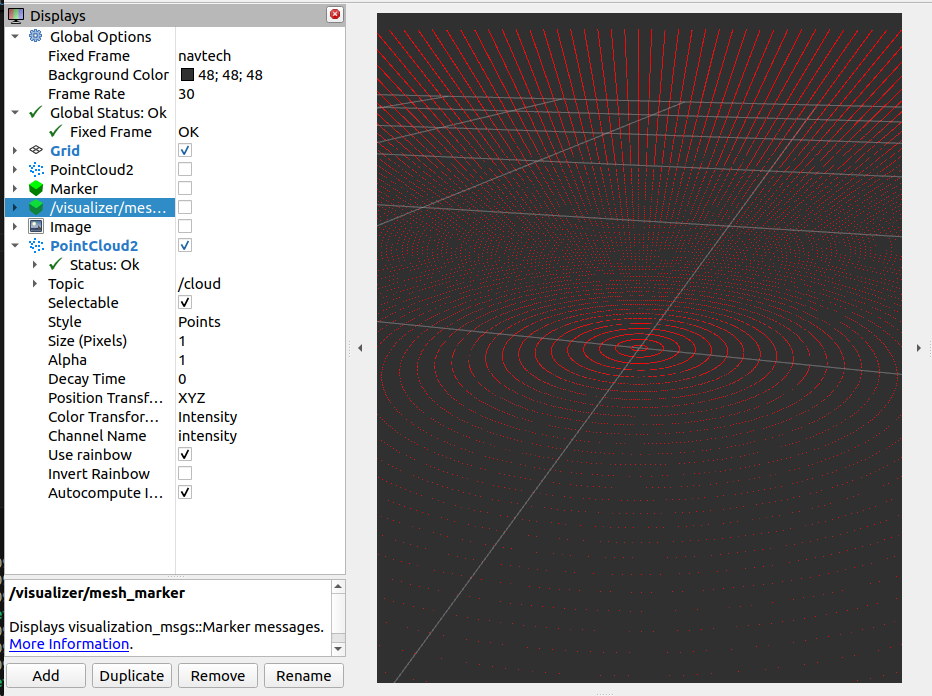 Displays
Global Options
Fixed Frame navtech
Background Color 48; 48; 48
Frame Rate 30
Global Status: Ok
Fixed Frame OK
Grid
PointCloud2
Marker
/visualizer/mes...
Image
PointCloud2
Status: Ok
Topic /cloud
Selectable
Style Points
Size (Pixels) 1
Alpha 1
Decay Time 0
Position Transf... XYZ
Color Transfor... Intensity
Channel Name intensity
Use rainbow
Invert Rainbow
Autocompute I...
/visualizer/mesh_marker
Displays visualization_msgs::Marker messages.
More Information.
Add Duplicate Remove Rename